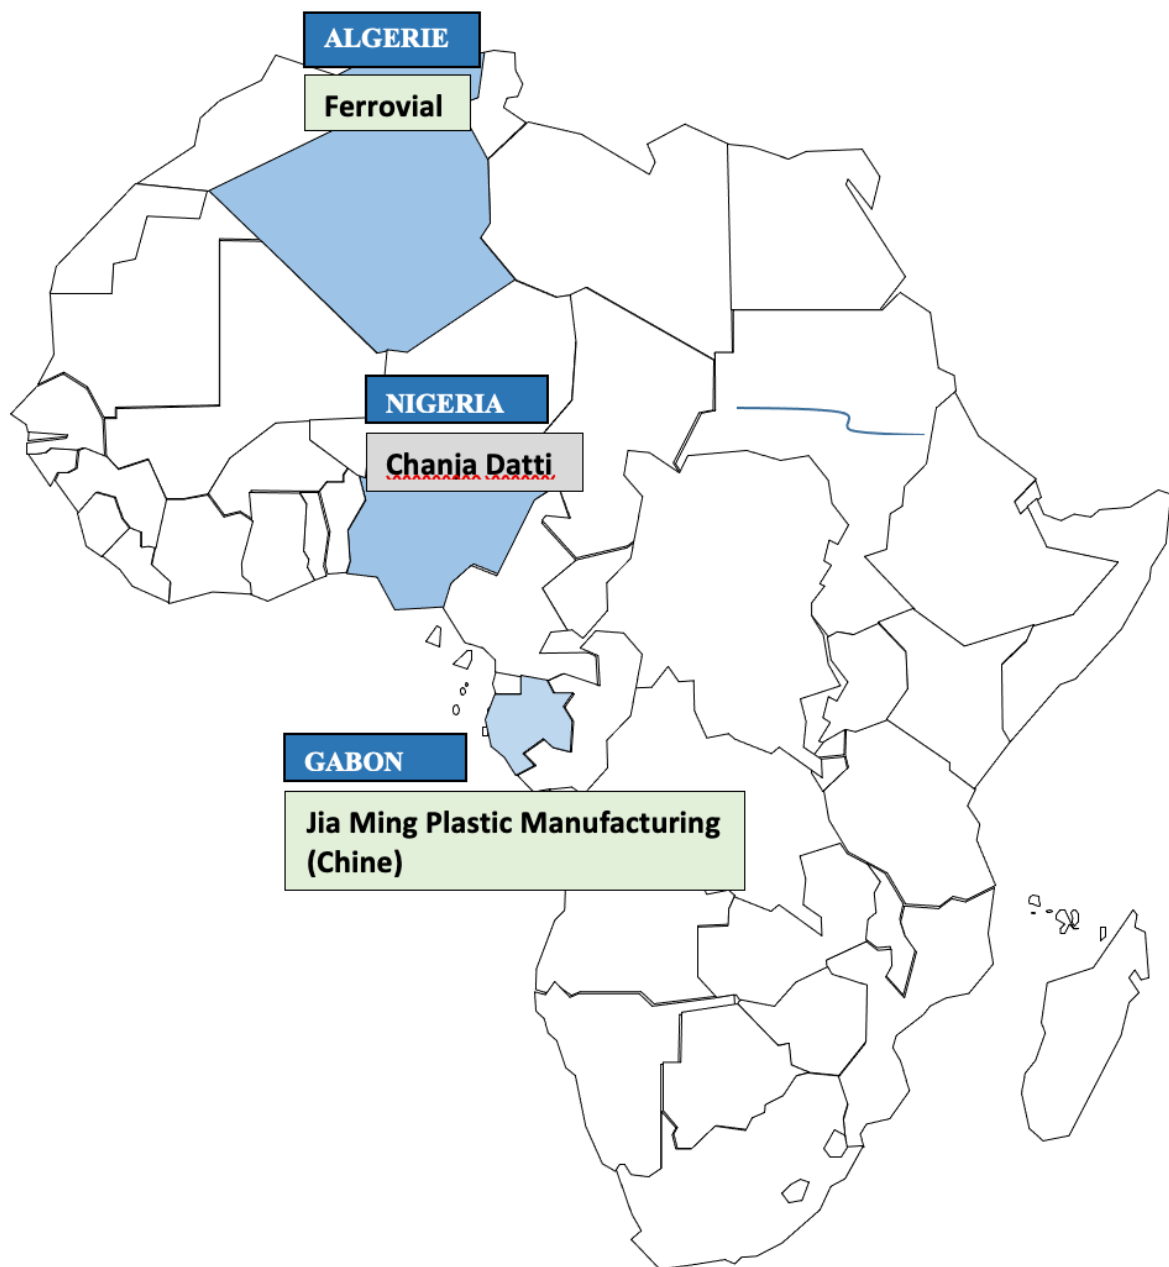 ALGERIE
Ferrovial
NIGERIA
Chanja Datti
GABON
Jia Ming Plastic Manufacturing
(Chine)